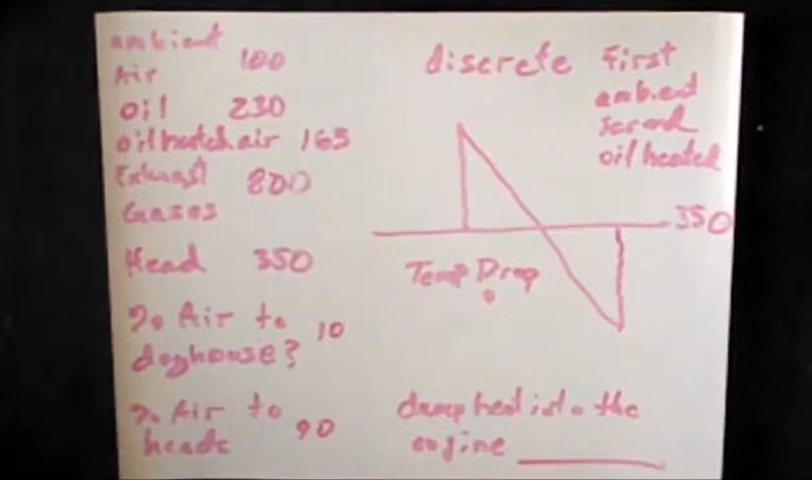 ambient
Air 100
oil 230
oil heated air 165
Exhaust 800
Gases
Head 350
% Air to 10
doghouse?
% Air to 90
heads
discrete
First
ambied
second
oil heated
350
Temp Drop
dump heat into the
engine